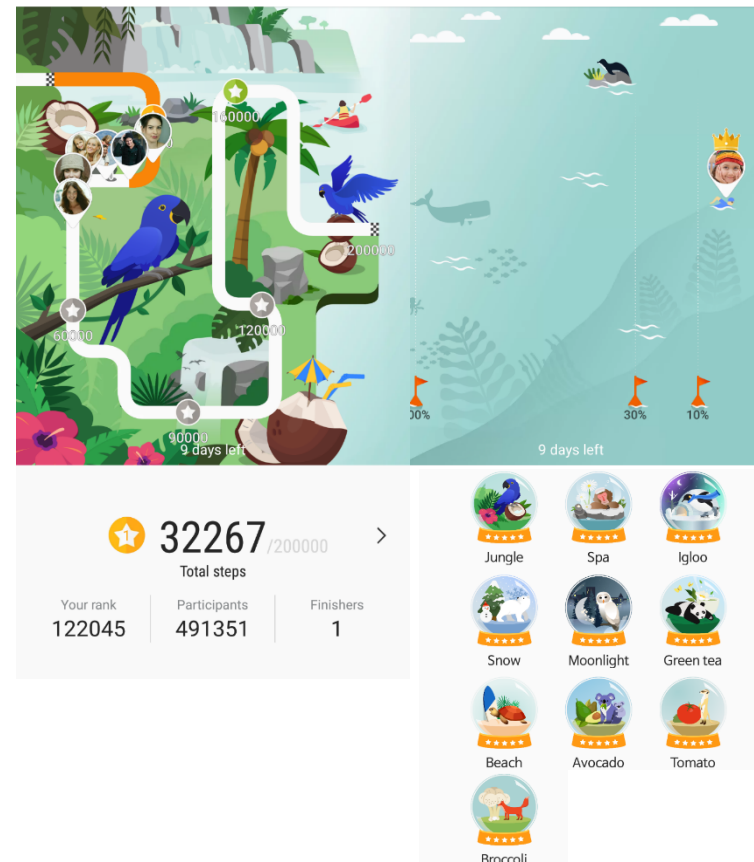 160000
200000
60000
120000
90000
9 days left
30%
10%
9 days left
1
32267/200000
Total steps
Your rank
Participants
Finishers
122045
491351
1
Jungle
Spa
Igloo
Snow
Moonlight
Green tea
Beach
Avocado
Tomato
Broccoli